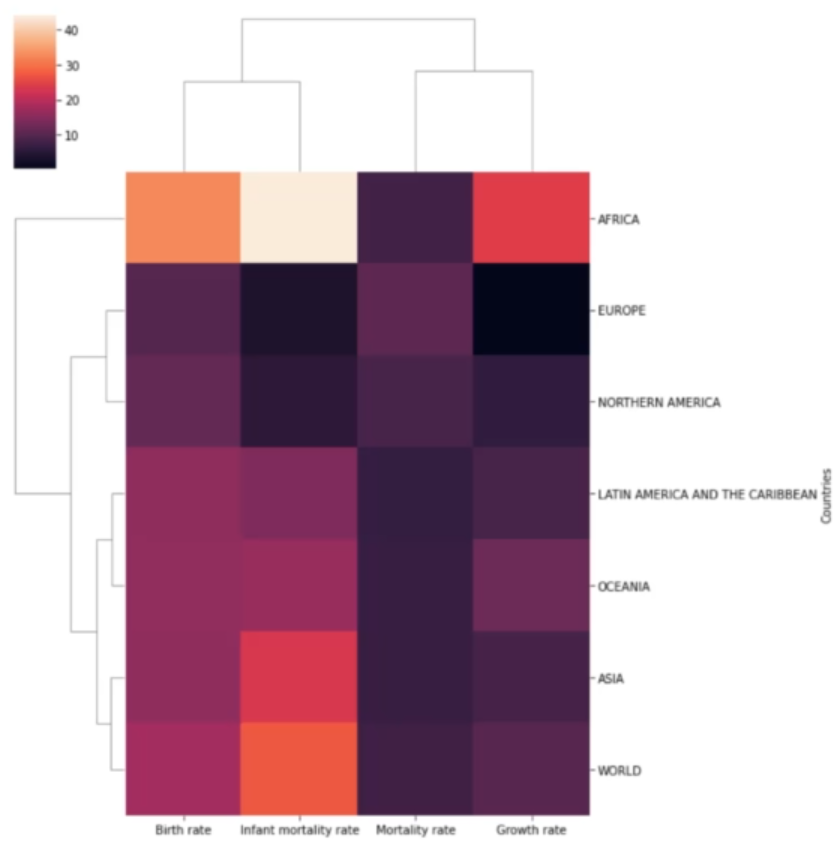 40
30
20
10
AFRICA
EUROPE
NORTHERN AMERICA
LATIN AMERICA AND THE CARIBBEAN
OCEANIA
ASIA
WORLD
Countries
Birth rate
Infant mortality rate
Mortality rate
Growth rate